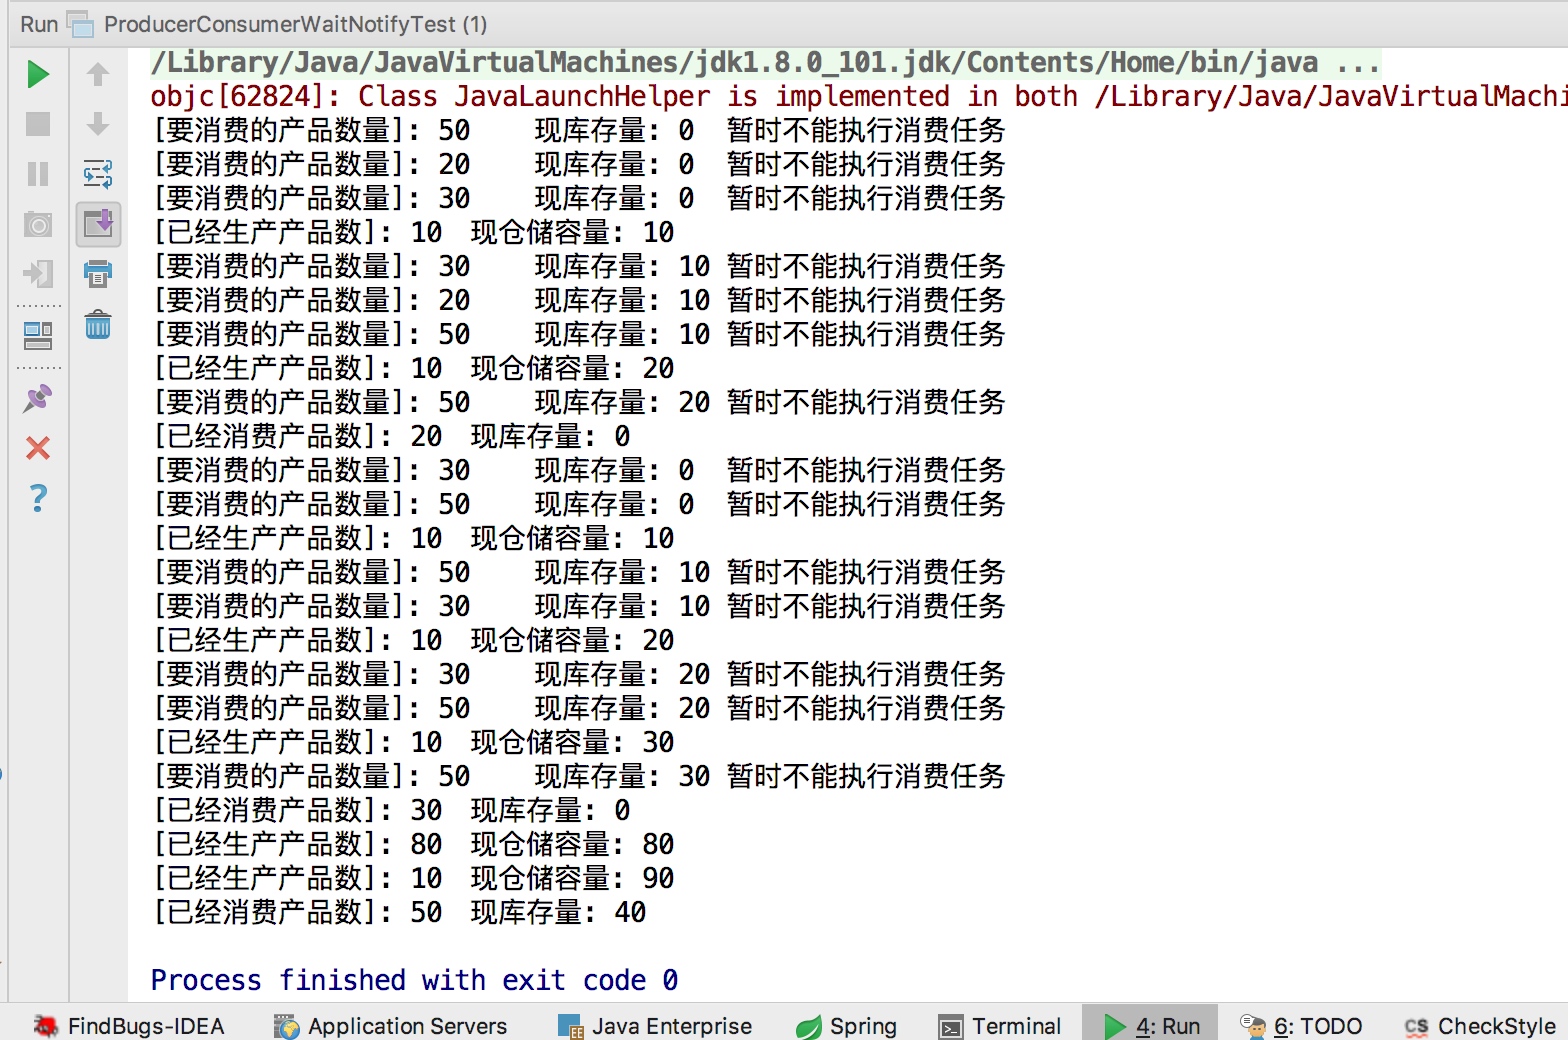 Run ProducerConsumerWaitNotifyTest (1)
/Library/Java/JavaVirtualMachines/jdk1.8.0_101.jdk/Contents/Home/bin/java ...
objc[62824]: Class JavaLaunchHelper is implemented in both /Library/Java/JavaVirtualMachi
[要消费的产品数量]: 50 现库存量: 0 暂时不能执行消费任务
[要消费的产品数量]: 20 现库存量: 0 暂时不能执行消费任务
[要消费的产品数量]: 30 现库存量: 0 暂时不能执行消费任务
[已经生产产品数]: 10 现仓储容量: 10
[要消费的产品数量]: 30 现库存量: 10 暂时不能执行消费任务
[要消费的产品数量]: 20 现库存量: 10 暂时不能执行消费任务
[要消费的产品数量]: 50 现库存量: 10 暂时不能执行消费任务
[已经生产产品数]: 10 现仓储容量: 20
[要消费的产品数量]: 50 现库存量: 20 暂时不能执行消费任务
[已经消费产品数]: 20 现库存量: 0
[要消费的产品数量]: 30 现库存量: 0 暂时不能执行消费任务
[要消费的产品数量]: 50 现库存量: 0 暂时不能执行消费任务
[已经生产产品数]: 10 现仓储容量: 10
[要消费的产品数量]: 50 现库存量: 10 暂时不能执行消费任务
[要消费的产品数量]: 30 现库存量: 10 暂时不能执行消费任务
[已经生产产品数]: 10 现仓储容量: 20
[要消费的产品数量]: 30 现库存量: 20 暂时不能执行消费任务
[要消费的产品数量]: 50 现库存量: 20 暂时不能执行消费任务
[已经生产产品数]: 10 现仓储容量: 30
[要消费的产品数量]: 50 现库存量: 30 暂时不能执行消费任务
[已经消费产品数]: 30 现库存量: 0
[已经生产产品数]: 80 现仓储容量: 80
[已经生产产品数]: 10 现仓储容量: 90
[已经消费产品数]: 50 现库存量: 40
Process finished with exit code 0
FindBugs-IDEA Application Servers Java Enterprise Spring Terminal 4: Run 6: TODO CheckStyle